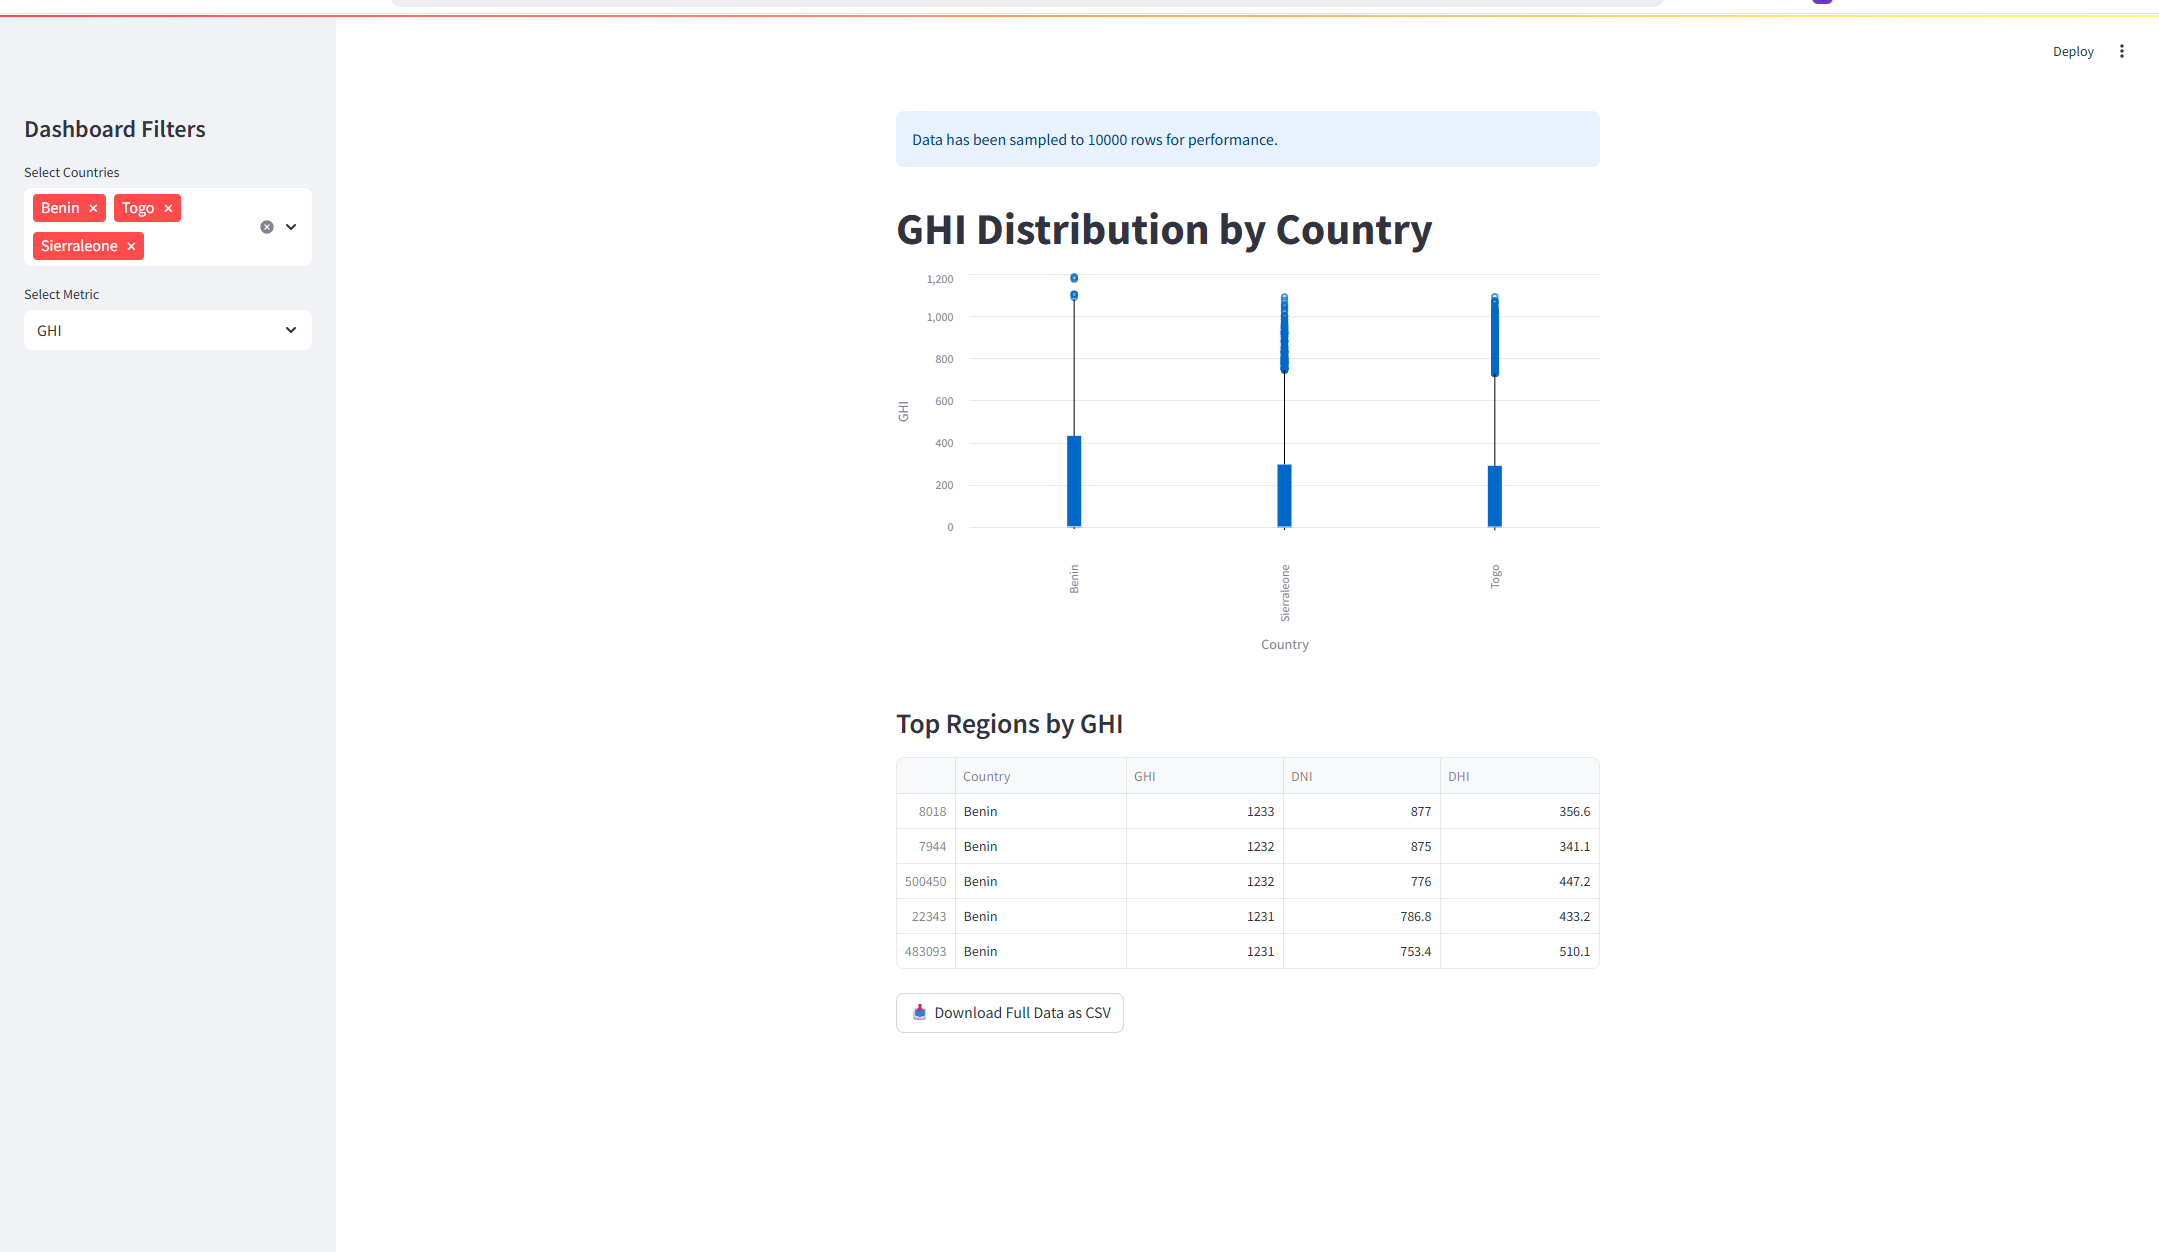 Deploy
Dashboard Filters
Select Countries
Benin × Togo ×
Sierraleone ×
Select Metric
GHI
Data has been sampled to 10000 rows for performance.
GHI Distribution by Country
1,200
1,000
800
600
400
200
0
GHI
Benin
Sierraleone
Togo
Country
Top Regions by GHI
Country GHI DNI DHI
8018 Benin 1233 877 356.6
7944 Benin 1232 875 341.1
500450 Benin 1232 776 447.2
22343 Benin 1231 786.8 433.2
483093 Benin 1231 753.4 510.1
Download Full Data as CSV